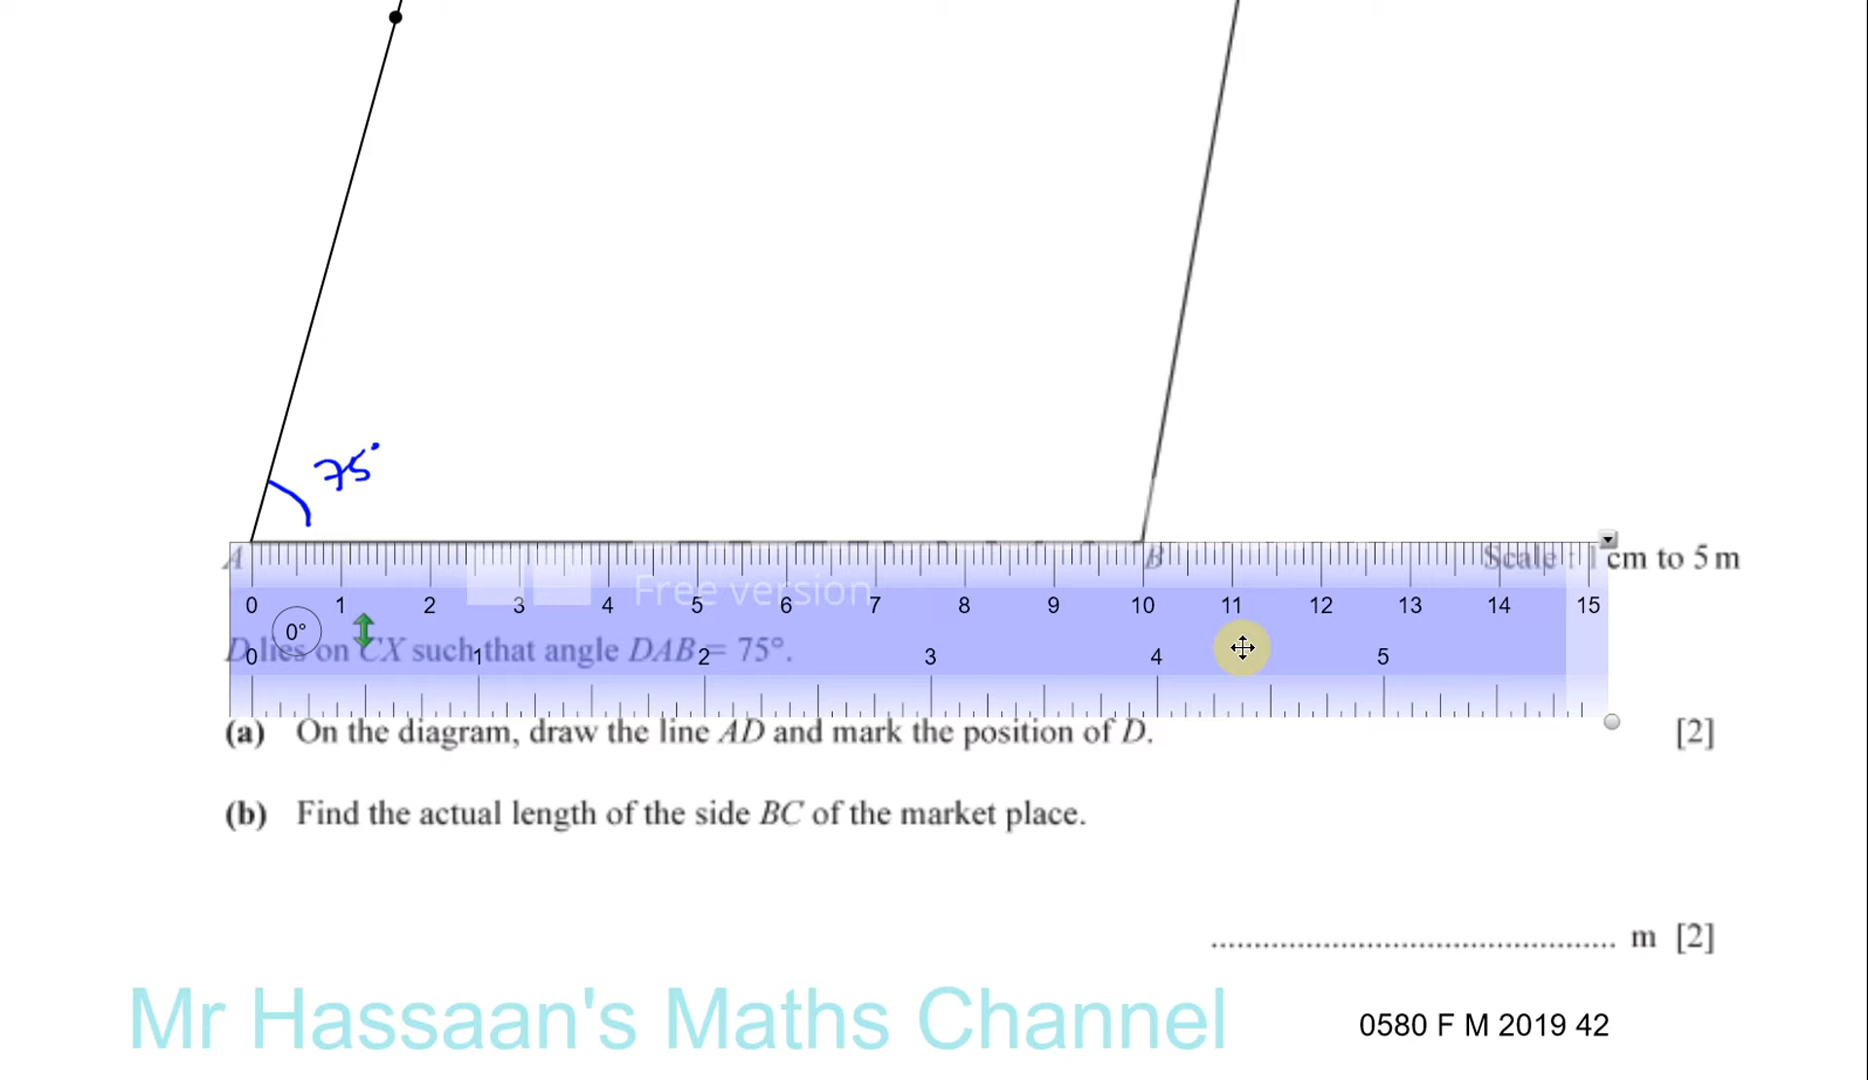 75°
A B Scale : 1 cm to 5 m
0 1 2 3 4 5 6 7 8 9 10 11 12 13 14 15
Free version
0°
D lies on CX such that angle DAB = 75°.
0 1 2 3 4 5
(a) On the diagram, draw the line AD and mark the position of D. [2]
(b) Find the actual length of the side BC of the market place.
................................................ m [2]
Mr Hassaan's Maths Channel
0580 F M 2019 42